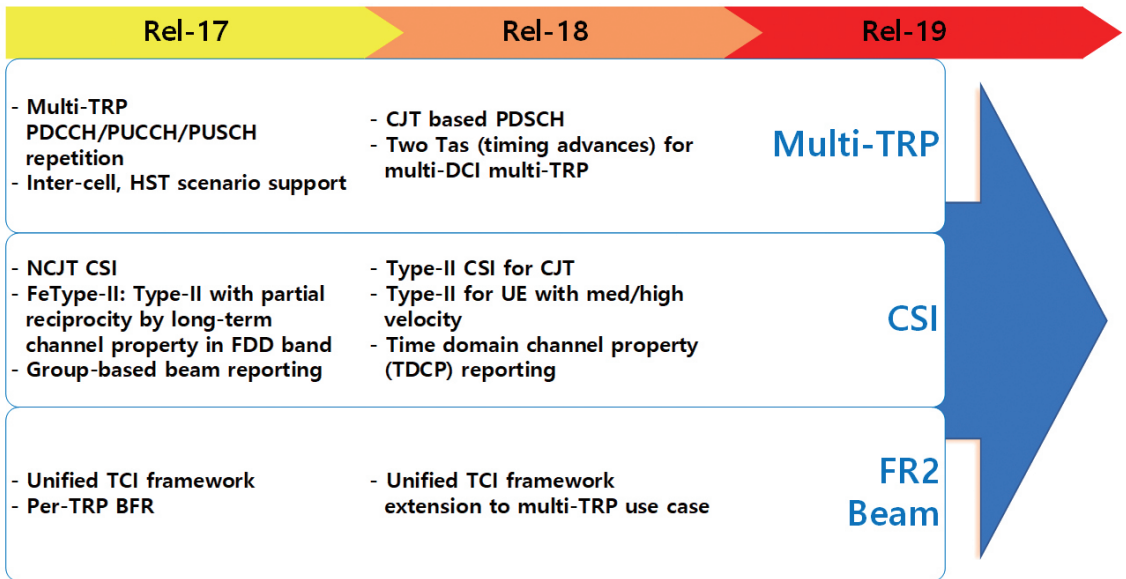 Rel-17
Rel-18
Rel-19
- Multi-TRP
PDCCH/PUCCH/PUSCH
repetition
- Inter-cell, HST scenario support
- CJT based PDSCH
- Two Tas (timing advances) for
multi-DCI multi-TRP
Multi-TRP
- NCJT CSI
- FeType-II: Type-II with partial
reciprocity by long-term
channel property in FDD band
- Group-based beam reporting
- Type-II CSI for CJT
- Type-II for UE with med/high
velocity
- Time domain channel property
(TDCP) reporting
CSI
- Unified TCI framework
- Per-TRP BFR
- Unified TCI framework
extension to multi-TRP use case
FR2
Beam